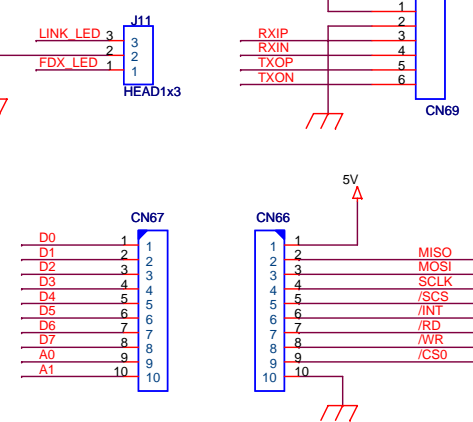 J11
LINK_LED 3 3
2 2
FDX_LED 1 1
HEAD1x3
1
2
RXIP 3
RXIN 4
TXOP 5
TXON 6
CN69
5V
CN67
D0 1 1
D1 2 2
D2 3 3
D3 4 4
D4 5 5
D5 6 6
D6 7 7
D7 8 8
A0 9 9
A1 10 10
CN66
1 1
2 2 MISO
3 3 MOSI
4 4 SCLK
5 5 /SCS
6 6 /INT
7 7 /RD
8 8 /WR
9 9 /CS0
10 10